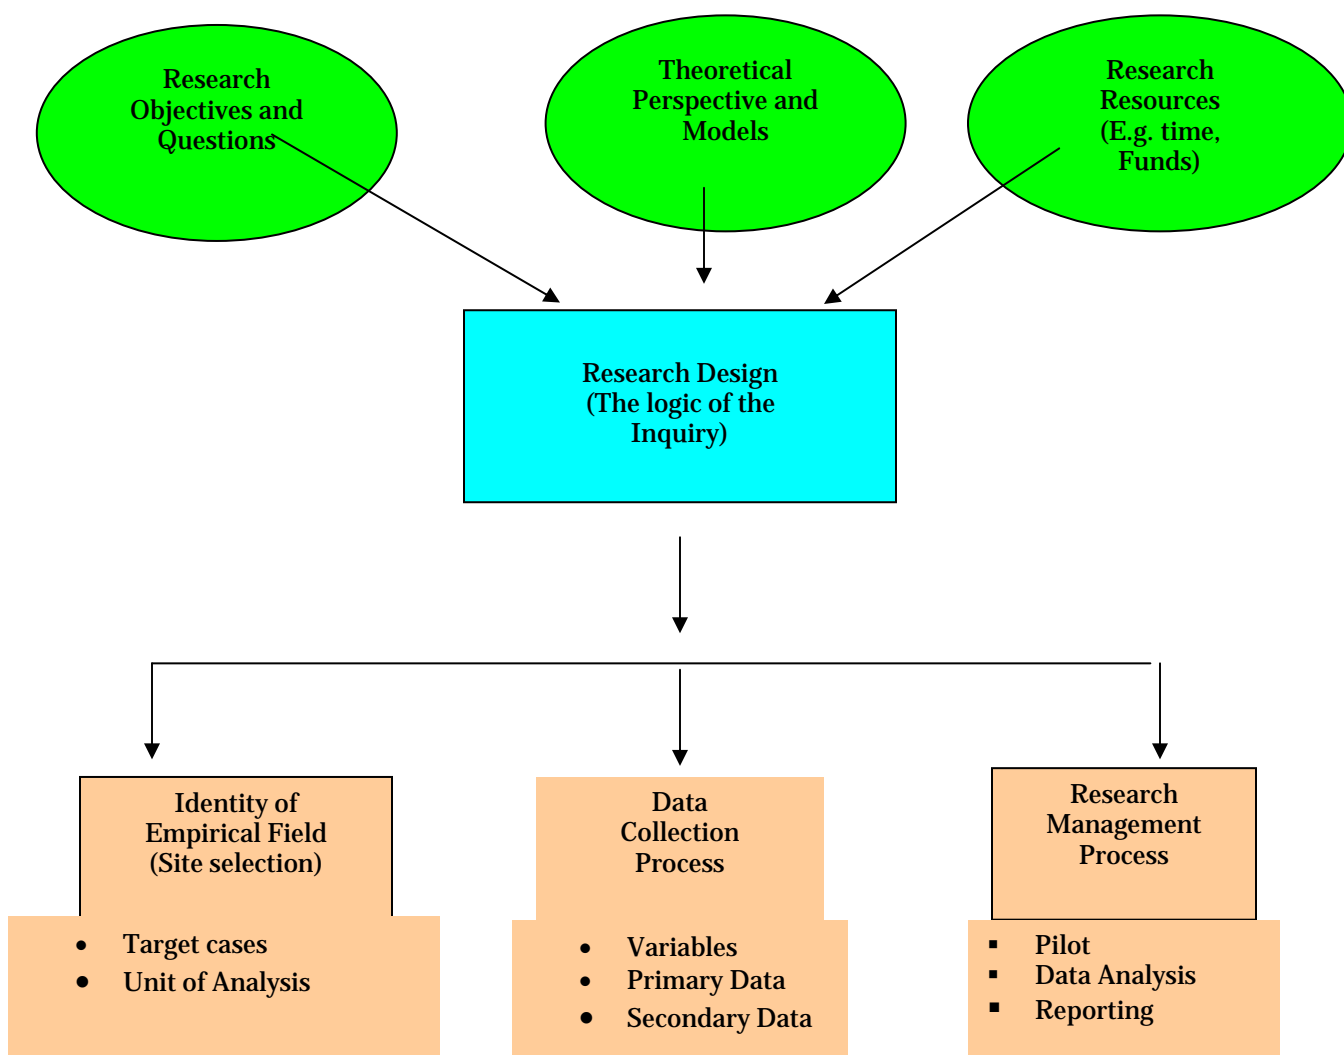 Research
Objectives and
Questions
Theoretical
Perspective and
Models
Research
Resources
(E.g. time,
Funds)
Research Design
(The logic of the
Inquiry)
Identity of
Empirical Field
(Site selection)
• Target cases
• Unit of Analysis
Data
Collection
Process
• Variables
• Primary Data
• Secondary Data
Research
Management
Process
▪ Pilot
▪ Data Analysis
▪ Reporting